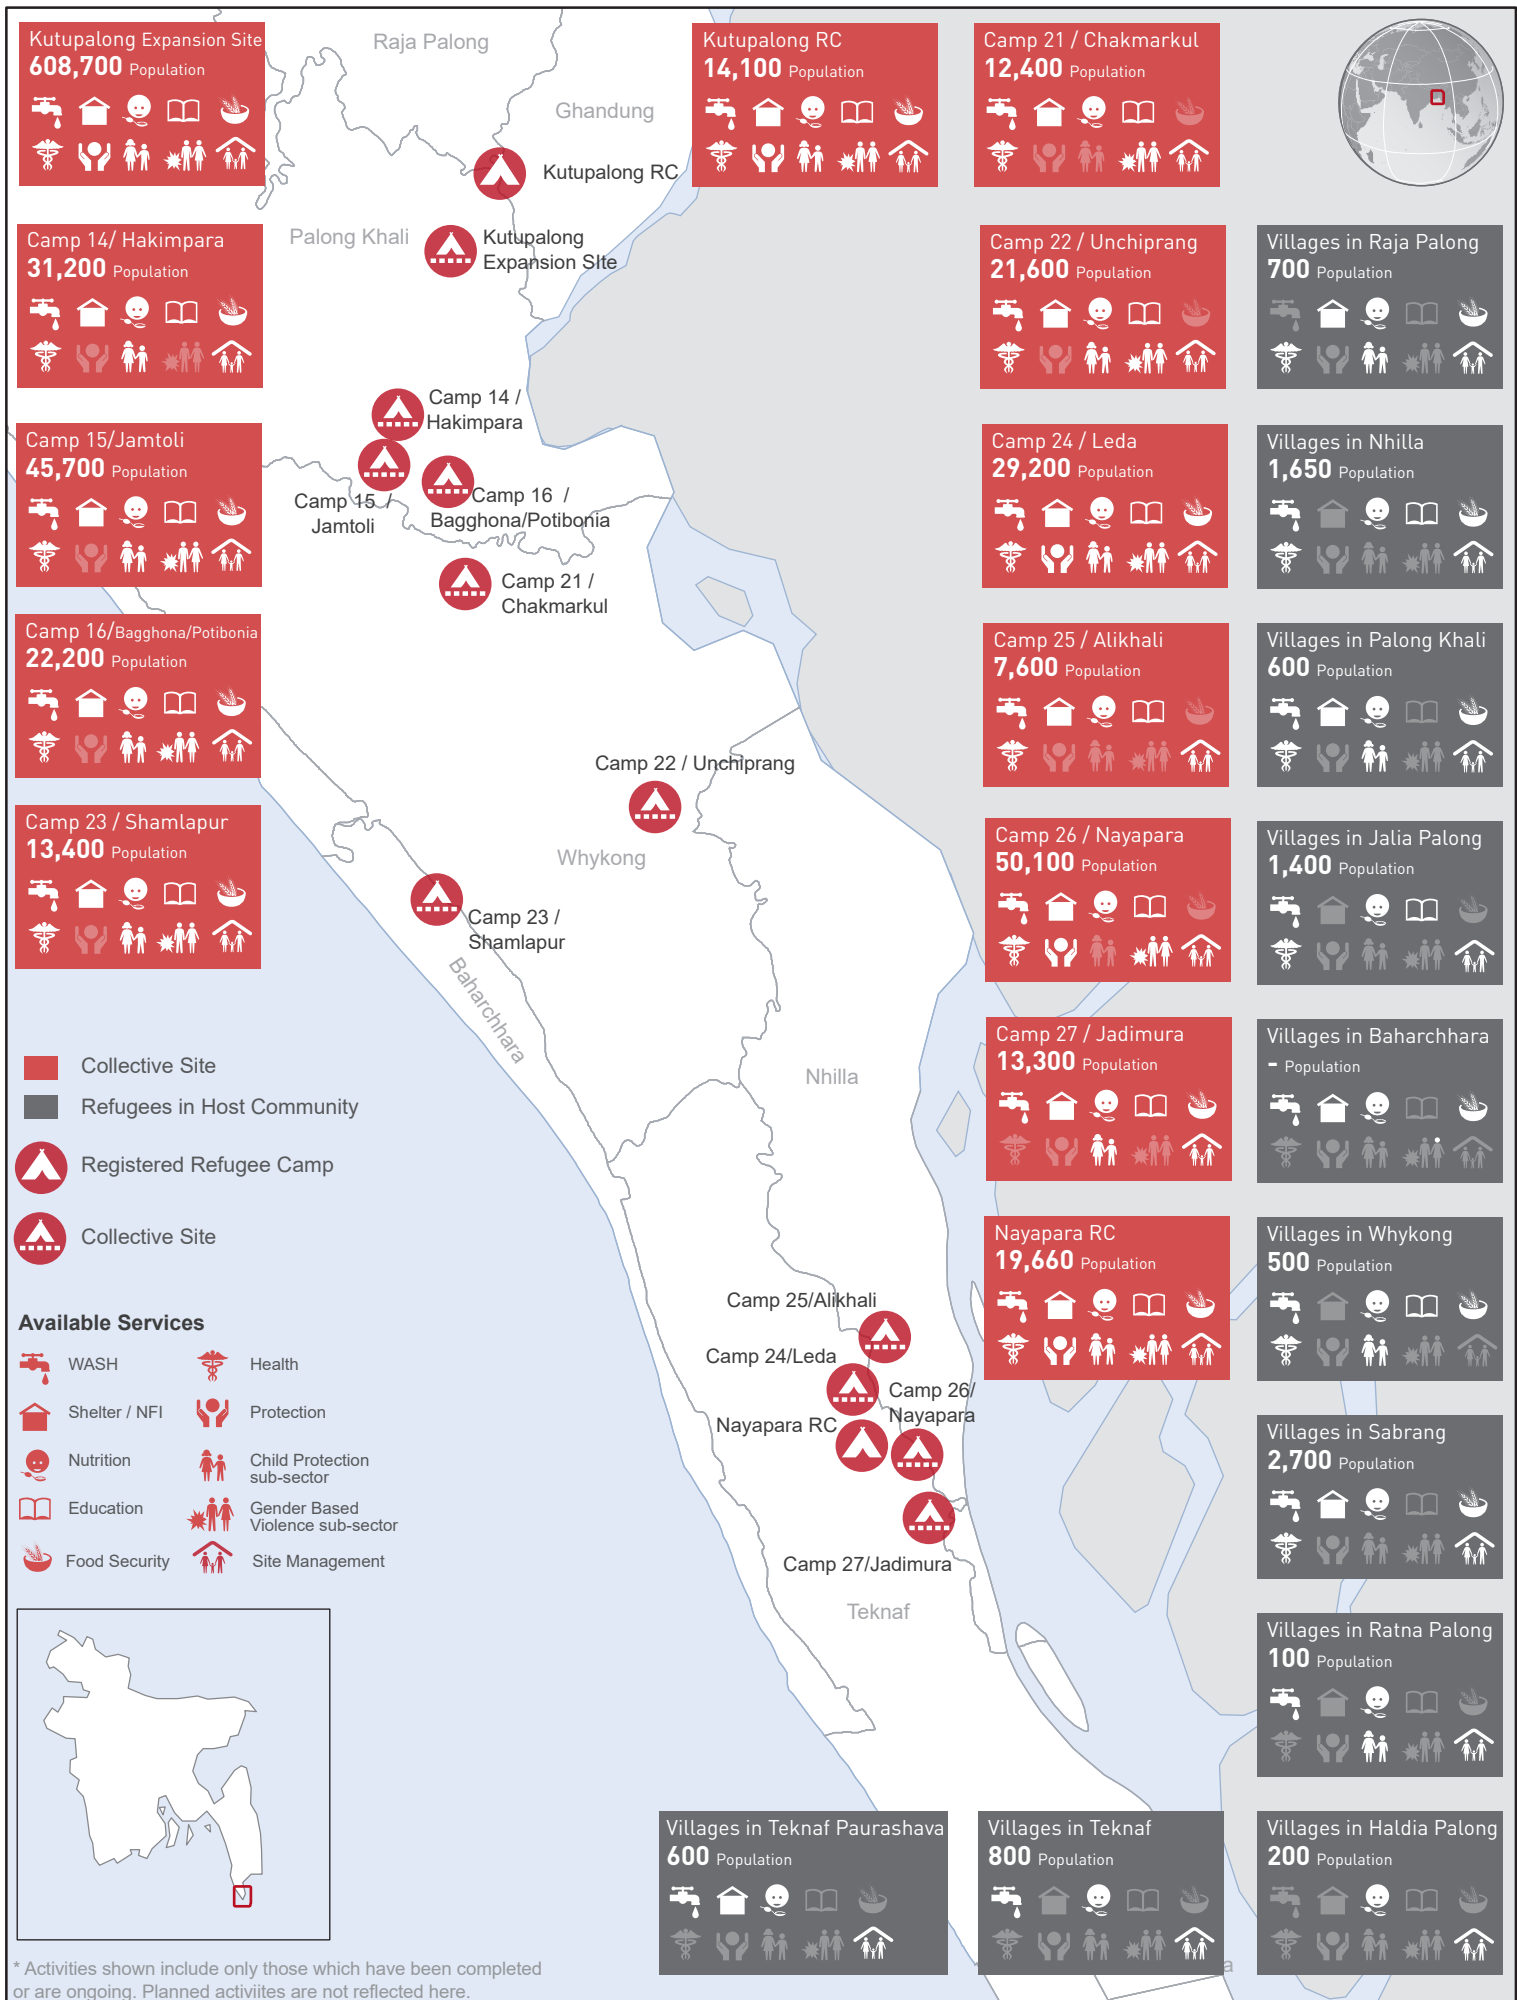 Kutupalong Expansion Site
608,700 Population
Kutupalong RC
14,100 Population
Camp 21 / Chakmarkul
12,400 Population
Camp 14/ Hakimpara
31,200 Population
Camp 22 / Unchiprang
21,600 Population
Villages in Raja Palong
700 Population
Camp 15/Jamtoli
45,700 Population
Camp 24 / Leda
29,200 Population
Villages in Nhilla
1,650 Population
Camp 16/Bagghona/Potibonia
22,200 Population
Camp 25 / Alikhali
7,600 Population
Villages in Palong Khali
600 Population
Camp 23 / Shamlapur
13,400 Population
Camp 26 / Nayapara
50,100 Population
Villages in Jalia Palong
1,400 Population
Camp 27 / Jadimura
13,300 Population
Villages in Baharchhara
- Population
Nayapara RC
19,660 Population
Villages in Whykong
500 Population
Villages in Sabrang
2,700 Population
Villages in Ratna Palong
100 Population
Villages in Teknaf Paurashava
600 Population
Villages in Teknaf
800 Population
Villages in Haldia Palong
200 Population
Raja Palong
Ghandung
Kutupalong RC
Palong Khali
Kutupalong
Expansion SIte
Camp 14 /
Hakimpara
Camp 15 /
Jamtoli
Camp 16 /
Bagghona/Potibonia
Camp 21 /
Chakmarkul
Camp 22 / Unchiprang
Whykong
Camp 23 /
Shamlapur
Baharchhara
Nhilla
Camp 25/Alikhali
Camp 24/Leda
Camp 26/
Nayapara
Nayapara RC
Camp 27/Jadimura
Teknaf
a
Collective Site
Refugees in Host Community
Registered Refugee Camp
Collective Site
Available Services
WASH
Health
Shelter / NFI
Protection
Nutrition
Child Protection
sub-sector
Education
Gender Based
Violence sub-sector
Food Security
Site Management
* Activities shown include only those which have been completed
or are ongoing. Planned activiites are not reflected here.